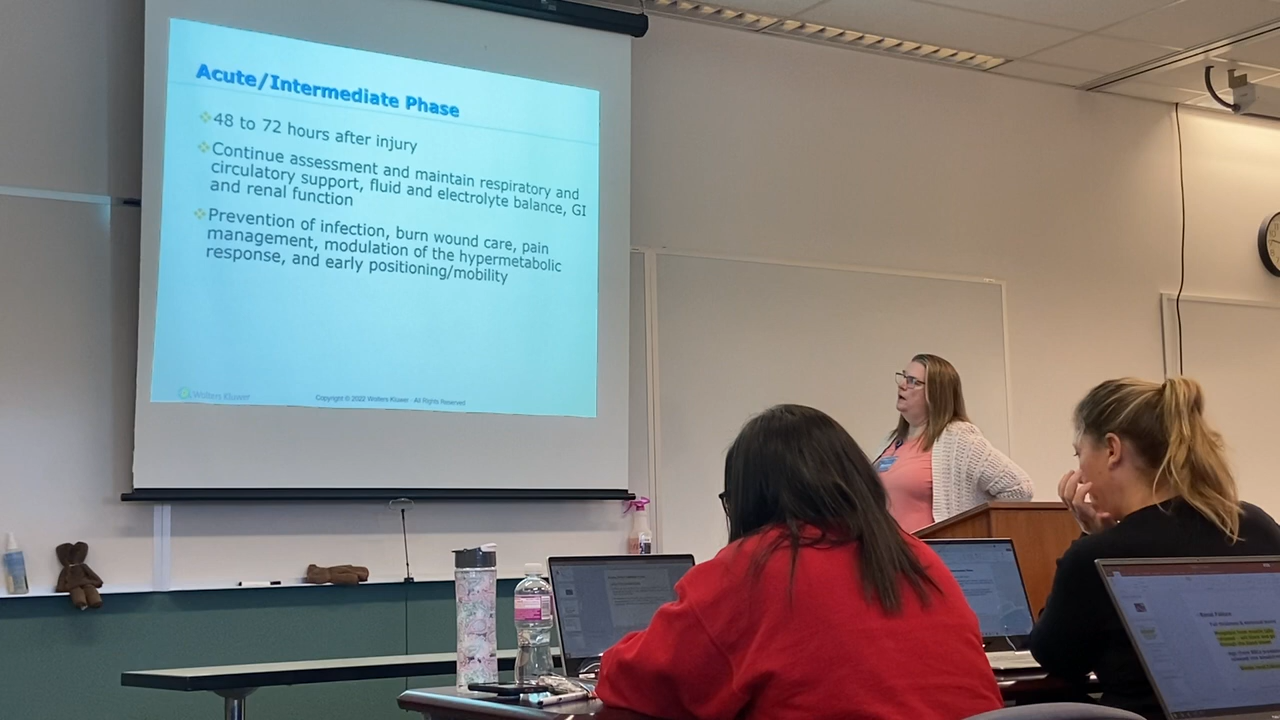 Acute/Intermediate Phase
48 to 72 hours after injury
Continue assessment and maintain respiratory and
circulatory support, fluid and electrolyte balance, GI
and renal function
Prevention of infection, burn wound care, pain
management, modulation of the hypermetabolic
response, and early positioning/mobility
Wolters Kluwer
Copyright © 2022 Wolters Kluwer · All Rights Reserved
Renal Failure